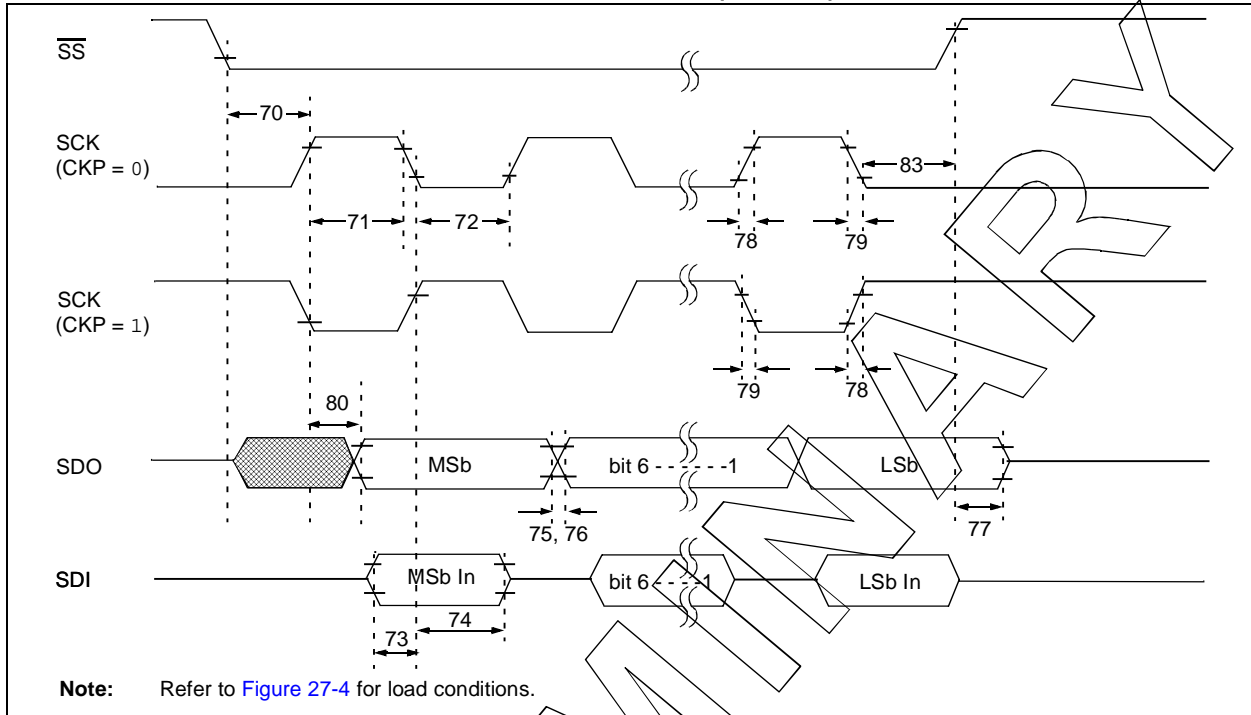 SS
70
SCK
(CKP = 0)
83
71
72
78
79
SCK
(CKP = 1)
79
78
80
SDO
MSb
bit 6 - - - - - -1
LSb
75, 76
77
SDI
MSb In
bit 6 - - - -1
LSb In
74
73
Note: Refer to Figure 27-4 for load conditions.
M I N A R Y